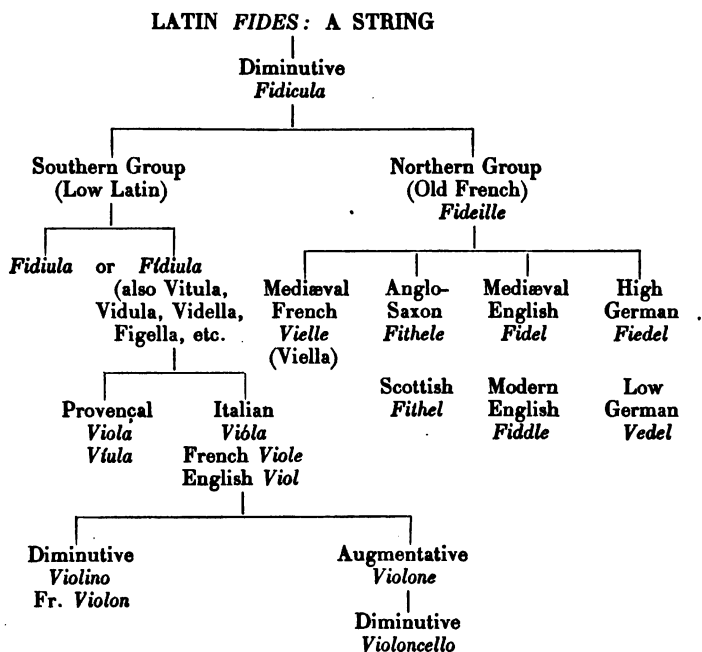 LATIN FIDES: A STRING
Diminutive
Fidicula
Southern Group
(Low Latin)
Northern Group
(Old French)
Fideille
Fidiula or Fídiula
(also Vitula,
Vidula, Vidella,
Figella, etc.
Mediæval
French
Vielle
(Viella)
Anglo-
Saxon
Fithele
Mediæval
English
Fidel
High
German
Fiedel
Scottish
Fithel
Modern
English
Fiddle
Low
German
Vedel
Provençal
Viola
Víula
Italian
Vióla
French Viole
English Viol
Diminutive
Violino
Fr. Violon
Augmentative
Violone
Diminutive
Violoncello